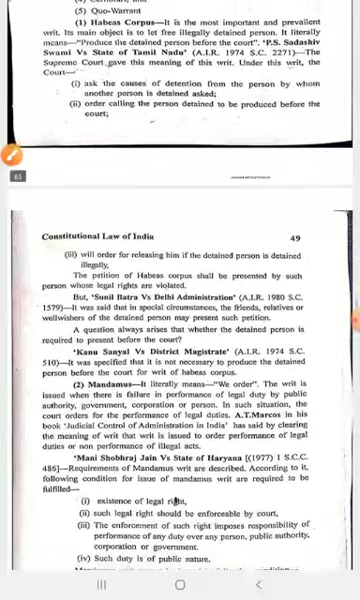 (5) Quo-Warrant
(1) Habeas Corpus—It is the most important and prevailent
writ. Its main object is to let free illegally detained person. It literally
means—"Produce the detained person before the court". 'P.S. Sadashiv
Swami Vs State of Tamil Nadu' (A.I.R. 1974 S.C. 2271)—The
Supreme Court gave this meaning of this writ. Under this writ, the
Court—
(i) ask the causes of detention from the person by whom
another person is detained asked;
(ii) order calling the person detained to be produced before the
court;
63
Constitutional Law of India 49
(iii) will order for releasing him if the detained person is detained
illegally,
The petition of Habeas corpus shall be presented by such
person whose legal rights are violated.
But, 'Sunil Batra Vs Delhi Administration' (A.I.R. 1980 S.C.
1579)—It was said that in special circumstances, the friends, relatives or
wellwishers of the detained person may present such petition.
A question always arises that whether the detained person is
required to present before the court?
'Kanu Sanyal Vs District Magistrate' (A.I.R. 1974 S.C.
510)—It was specified that it is not necessary to produce the detained
person before the court for writ of habeas corpus.
(2) Mandamus—It literally means—"We order". The writ is
issued when there is failure in performance of legal duty by public
authority, government, corporation or person. In such situation, the
court orders for the performance of legal duties. A.T.Marcos in his
book 'Judicial Control of Administration in India' has said by clearing
the meaning of writ that writ is issued to order performance of legal
duties or non performance of illegal acts.
'Mani Shobhraj Jain Vs State of Haryana [(1977) 1 S.C.C.
486]—Requirements of Mandamus writ are described. According to it,
following condition for issue of mandamus writ are required to be
fulfilled—
(i) existence of legal right,
(ii) such legal right should be enforceable by court,
(iii) The enforcement of such right imposes responsibility of
performance of any duty over any person, public authority,
corporation or government.
(iv) Such duty is of public nature.